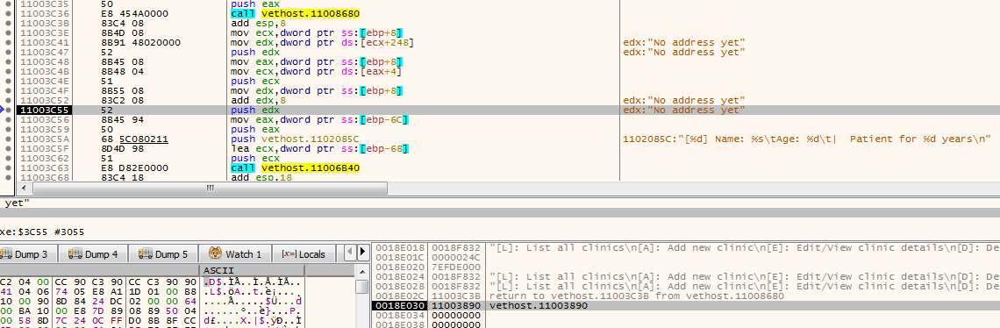 11003C35 50 push eax
11003C36 E8 454A0000 call vethost.11008680
11003C3B 83C4 08 add esp,8
11003C3E 8B4D 08 mov ecx,dword ptr ss:[ebp+8]
11003C41 8B91 48020000 mov edx,dword ptr ds:[ecx+248] edx:"No address yet"
11003C47 52 push edx edx:"No address yet"
11003C48 8B45 08 mov eax,dword ptr ss:[ebp+8]
11003C4B 8B48 04 mov ecx,dword ptr ds:[eax+4]
11003C4E 51 push ecx
11003C4F 8B55 08 mov edx,dword ptr ss:[ebp+8]
11003C52 83C2 08 add edx,8 edx:"No address yet"
11003C55 52 push edx edx:"No address yet"
11003C56 8B45 94 mov eax,dword ptr ss:[ebp-6C]
11003C59 50 push eax
11003C5A 68 5C080211 push vethost.1102085C 1102085C:"[%d] Name: %s\tAge: %d\t|  Patient for %d years\n"
11003C5F 8D4D 98 lea ecx,dword ptr ss:[ebp-68]
11003C62 51 push ecx
11003C63 E8 D82E0000 call vethost.11006B40
11003C68 83C4 18 add esp,18
yet"
xe:$3C55 #3055
Dump 3 Dump 4 Dump 5 Watch 1 [x=] Locals
ASCII
C2 04 00 CC 90 C3 90 CC C3 90 90
41 04 06 74 05 E8 A1 1D 01 00 B8
10 00 90 8D 84 24 DC 02 00 00 64
00 BA 10 00 E8 7D 89 08 89 50 04
00 58 8D 7C 24 0C FF D0 8B 8F CC
0018E018 0018F832 "[L]: List all clinics\n[A]: Add new clinic\n[E]: Edit/View clinic details\n[D]: De
0018E01C 0000024C
0018E020 7EFDE000
0018E024 0018F832 "[L]: List all clinics\n[A]: Add new clinic\n[E]: Edit/View clinic details\n[D]: De
0018E028 0018F832 "[L]: List all clinics\n[A]: Add new clinic\n[E]: Edit/View clinic details\n[D]: De
0018E02C 11003C3B return to vethost.11003C3B from vethost.11008680
0018E030 11003890 vethost.11003890
0018E034 00000000
0018E038 00000000